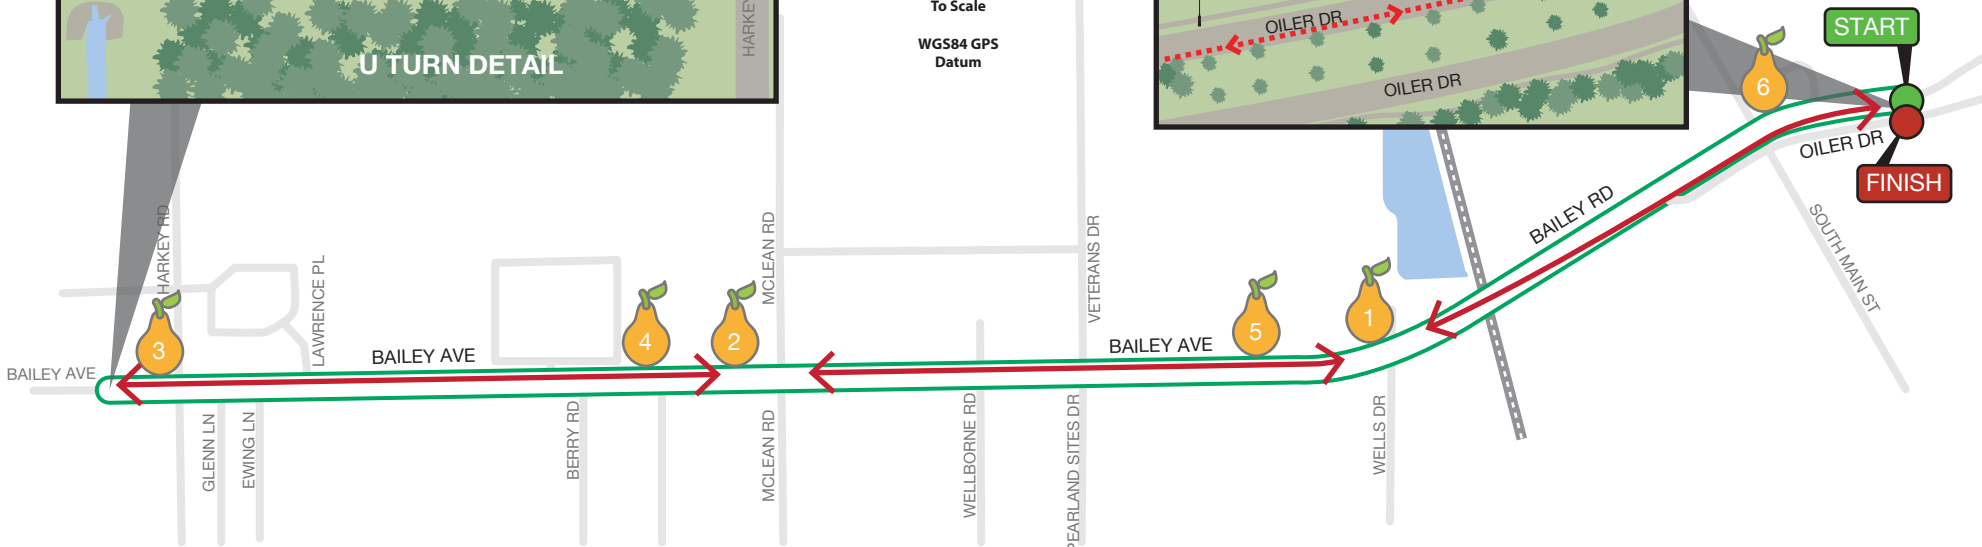 To Scale
WGS84 GPS
Datum
HARKEY
U TURN DETAIL
OILER DR
OILER DR
START
6
OILER DR
FINISH
SOUTH MAIN ST
BAILEY RD
HARKEY RD
LAWRENCE PL
MCLEAN RD
VETERANS DR
3
4
2
5
1
BAILEY AVE
BAILEY AVE
BAILEY AVE
GLENN LN
EWING LN
BERRY RD
MCLEAN RD
WELLBORNE RD
PEARLAND SITES DR
WELLS DR